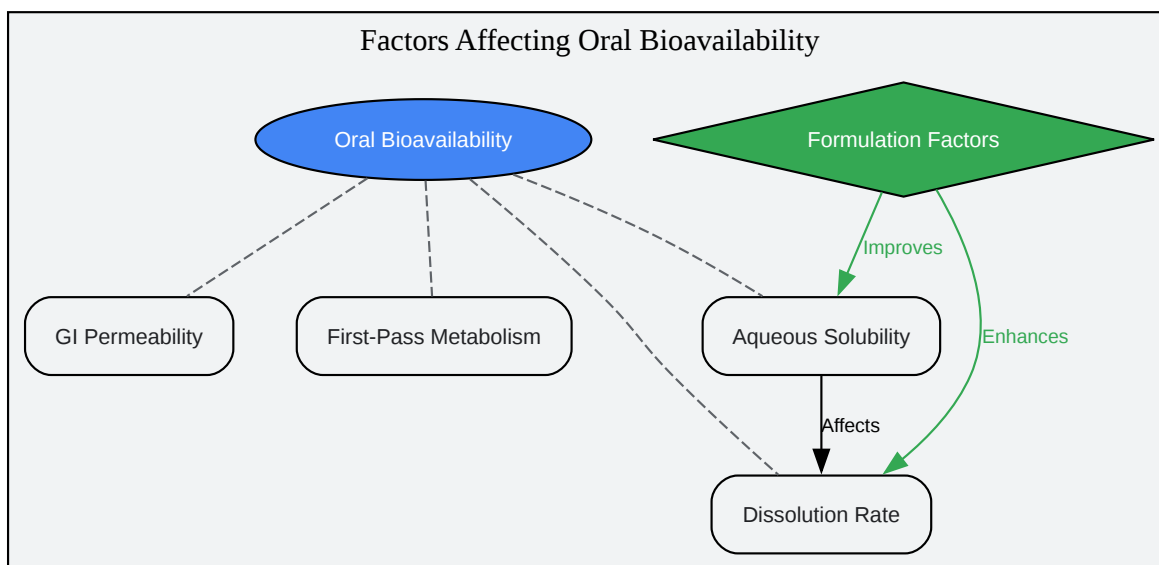 Factors Affecting Oral Bioavailability
Oral Bioavailability
Formulation Factors
Improves
GI Permeability
First-Pass Metabolism
Aqueous Solubility
Enhances
Affects
Dissolution Rate